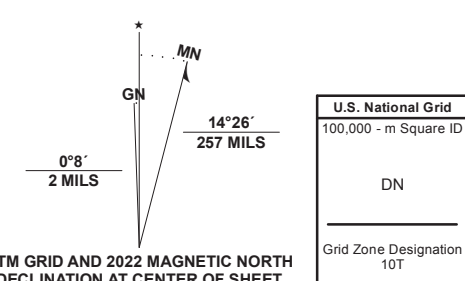 ★
MN
GN
14°26´
257 MILS
0°8´
2 MILS
TM GRID AND 2022 MAGNETIC NORTH
DECLINATION AT CENTER OF SHEET
U.S. National Grid
100,000 - m Square ID
DN
Grid Zone Designation
10T